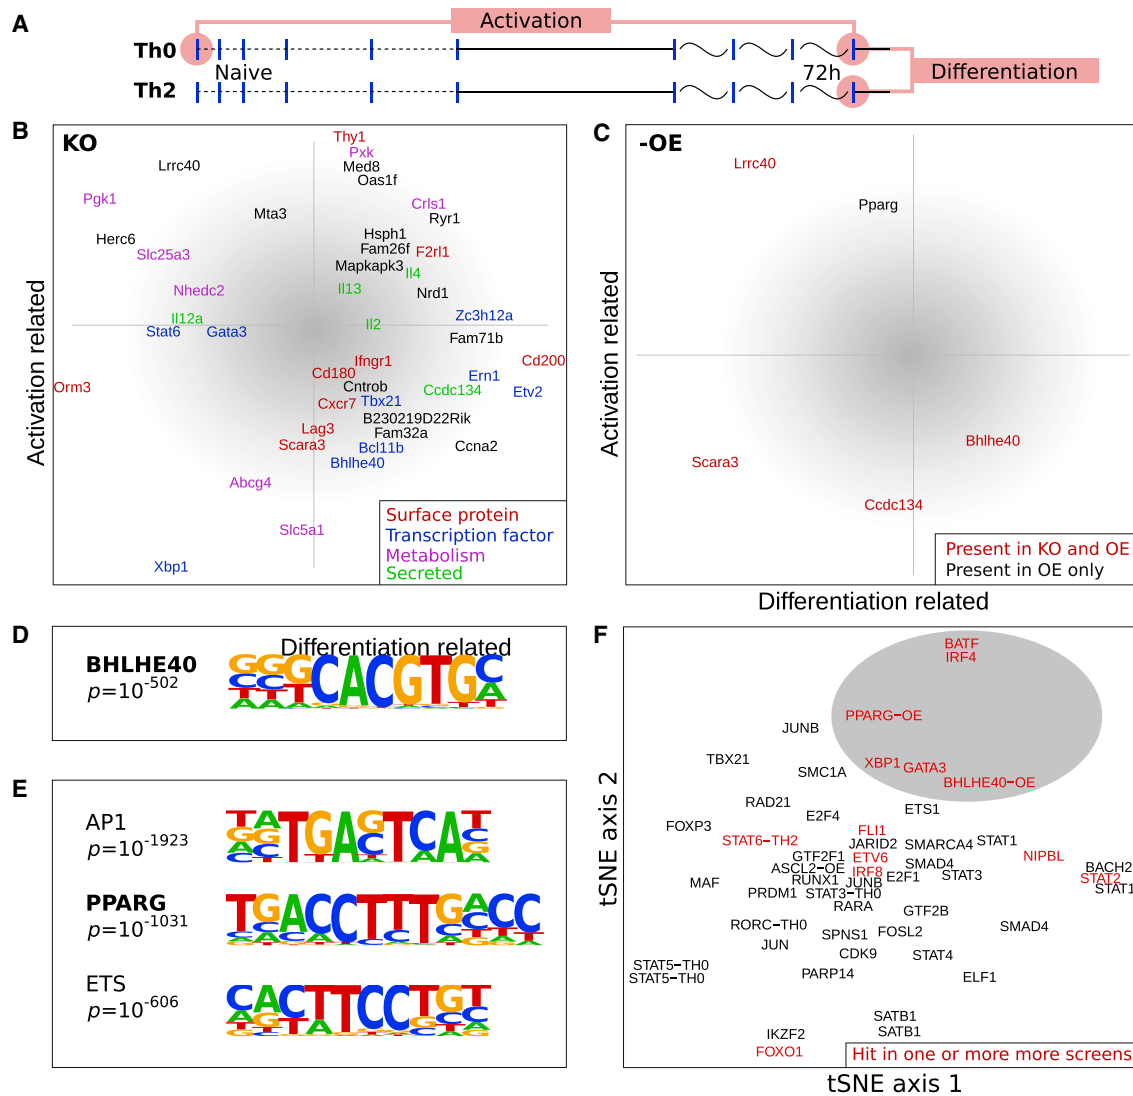 A
Activation
Th0
Naive
72h
Differentiation
Th2
B
KO
Activation related
Thy1
Pxk
Lrrc40
Med8
Oas1f
Pgk1
Crls1
Mta3
Ryr1
Herc6
Hsph1
Slc25a3
Fam26f
F2rl1
Mapkapk3
Il4
Nhedc2
Il13
Nrd1
Il12a
Il2
Zc3h12a
Stat6
Gata3
Fam71b
Ifngr1
Cd200
Cd180
Ern1
Orm3
Cntrob
Ccdc134
Etv2
Cxcr7
Tbx21
B230219D22Rik
Lag3
Fam32a
Scara3
Bcl11b
Ccna2
Bhlhe40
Abcg4
Slc5a1
Xbp1
Surface protein
Transcription factor
Metabolism
Secreted
Differentiation related
C
-OE
Activation related
Lrrc40
Pparg
Bhlhe40
Scara3
Ccdc134
Present in KO and OE
Present in OE only
Differentiation related
D
BHLHE40
p=10-502
CACGTG
E
AP1
p=10-1923
TGAGTCA
PPARG
p=10-1031
TGACCTTTGACC
ETS
p=10-606
CACTTCCTGT
F
tSNE axis 2
BATF
IRF4
PPARG-OE
JUNB
TBX21
XBP1
GATA3
SMC1A
BHLHE40-OE
RAD21
E2F4
ETS1
FOXP3
FLI1
STAT6-TH2
JARID2
SMARCA4
STAT1
GTF2F1
ETV6
NIPBL
ASCL2-OE
IRF8
SMAD4
BACH2
RUNX1
JUNB
E2F1
STAT3
STAT2
MAF
PRDM1
STAT3-TH0
STAT1
RARA
GTF2B
RORC-TH0
SPNS1
FOSL2
SMAD4
JUN
CDK9
STAT4
STAT5-TH0
STAT5-TH0
PARP14
ELF1
SATB1
IKZF2
SATB1
FOXO1
Hit in one or more more screens
tSNE axis 1